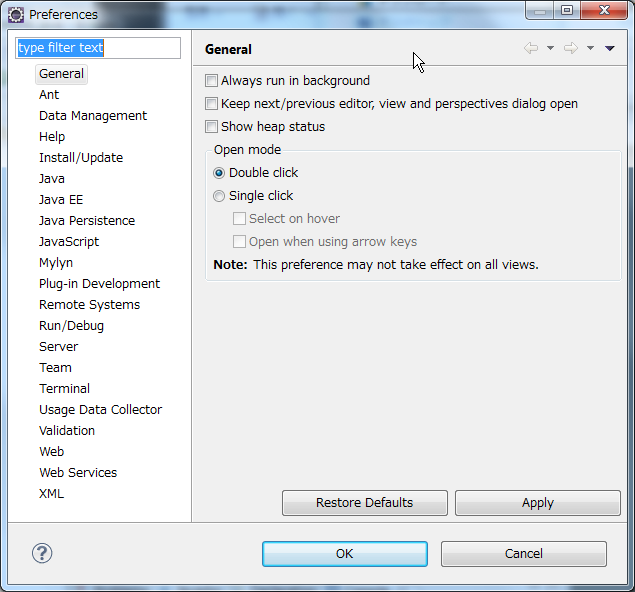 Preferences
type filter text
General
Ant
Data Management
Help
Install/Update
Java
Java EE
Java Persistence
JavaScript
Mylyn
Plug-in Development
Remote Systems
Run/Debug
Server
Team
Terminal
Usage Data Collector
Validation
Web
Web Services
XML
General
Always run in background
Keep next/previous editor, view and perspectives dialog open
Show heap status
Open mode
Double click
Single click
Select on hover
Open when using arrow keys
Note: This preference may not take effect on all views.
Restore Defaults
Apply
OK
Cancel